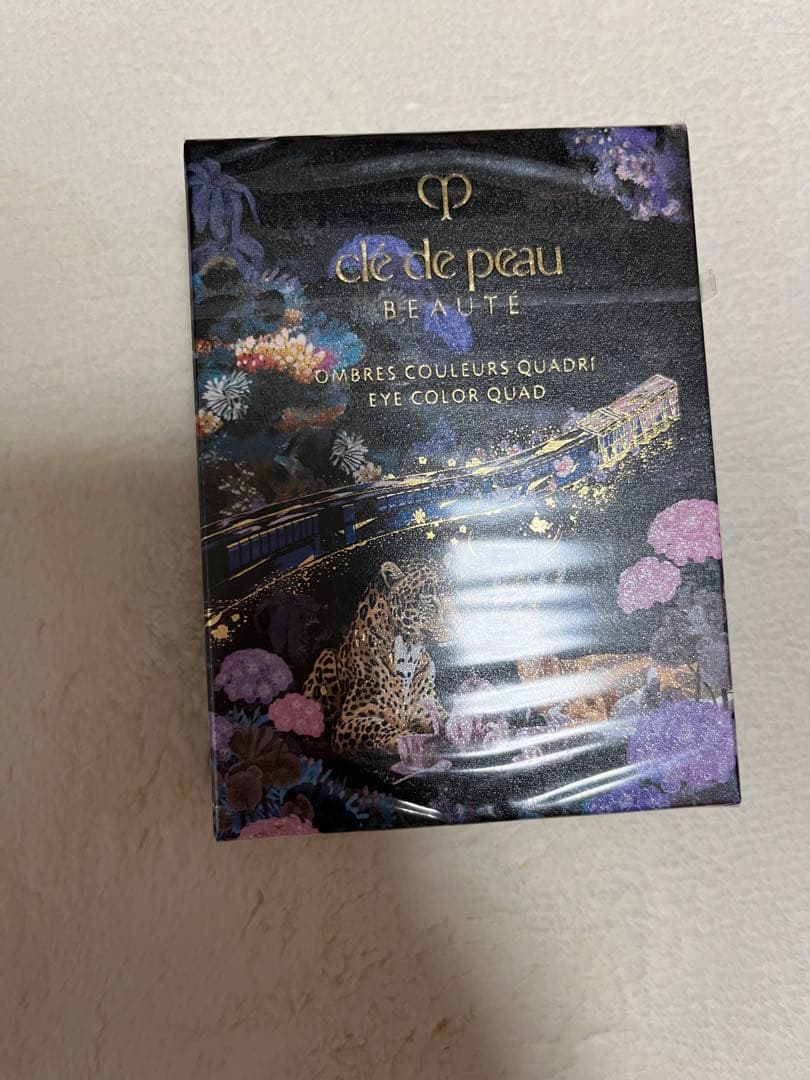 clé de peau
BEAUTÉ
OMBRES COULEURS QUADRI
EYE COLOR QUAD